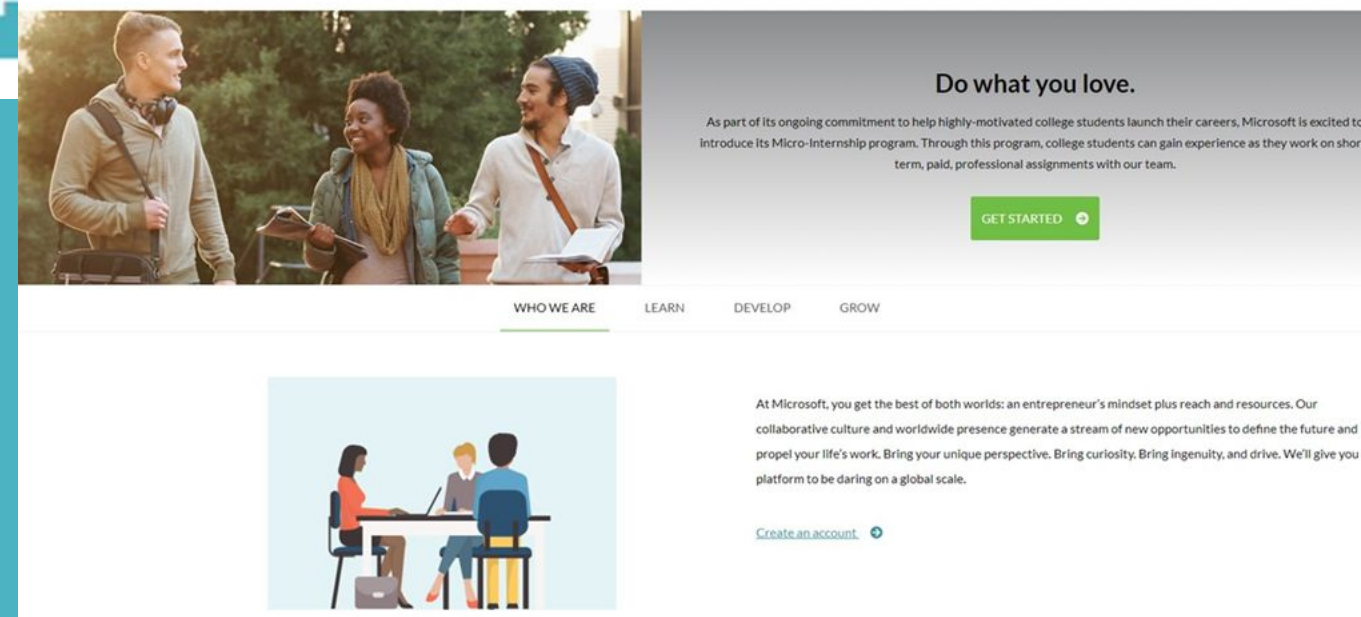 Do what you love.
As part of its ongoing commitment to help highly-motivated college students launch their careers, Microsoft is excited to
introduce its Micro-Internship program. Through this program, college students can gain experience as they work on shor
term, paid, professional assignments with our team.
GET STARTED
WHO WE ARE LEARN DEVELOP GROW
At Microsoft, you get the best of both worlds: an entrepreneur's mindset plus reach and resources. Our
collaborative culture and worldwide presence generate a stream of new opportunities to define the future and
propel your life's work. Bring your unique perspective. Bring curiosity. Bring ingenuity, and drive. We'll give you
platform to be daring on a global scale.
Create an account